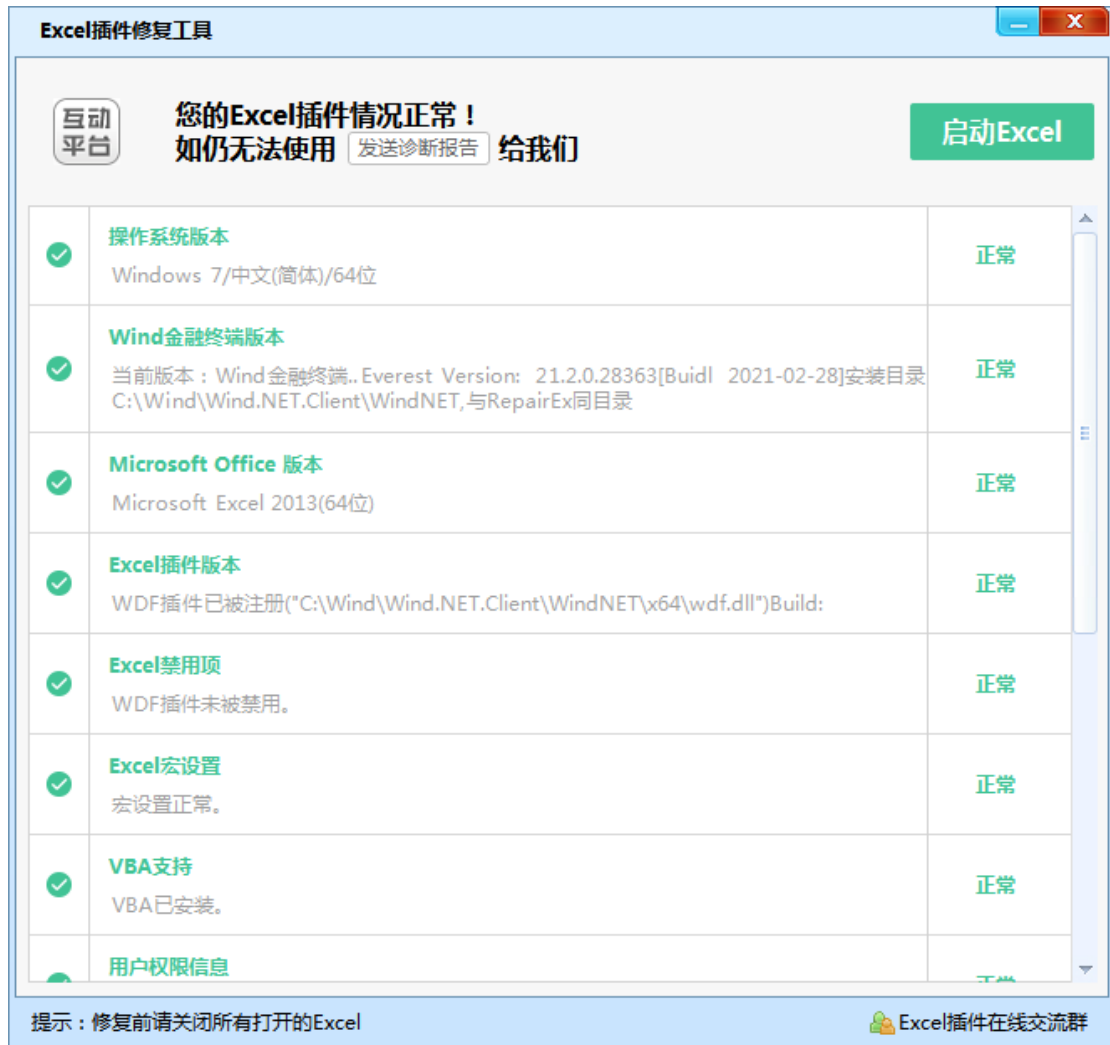 Excel插件修复工具
互动
平台
您的Excel插件情况正常！
如仍无法使用 发送诊断报告 给我们
启动Excel
操作系统版本
Windows 7/中文(简体)/64位
正常
Wind金融终端版本
当前版本：Wind金融终端..Everest Version: 21.2.0.28363[Buidl 2021-02-28]安装目录
C:\Wind\Wind.NET.Client\WindNET,与RepairEx同目录
正常
Microsoft Office 版本
Microsoft Excel 2013(64位)
正常
Excel插件版本
WDF插件已被注册("C:\Wind\Wind.NET.Client\WindNET\x64\wdf.dll")Build:
正常
Excel禁用项
WDF插件未被禁用。
正常
Excel宏设置
宏设置正常。
正常
VBA支持
VBA已安装。
正常
用户权限信息
正常
提示：修复前请关闭所有打开的Excel
Excel插件在线交流群